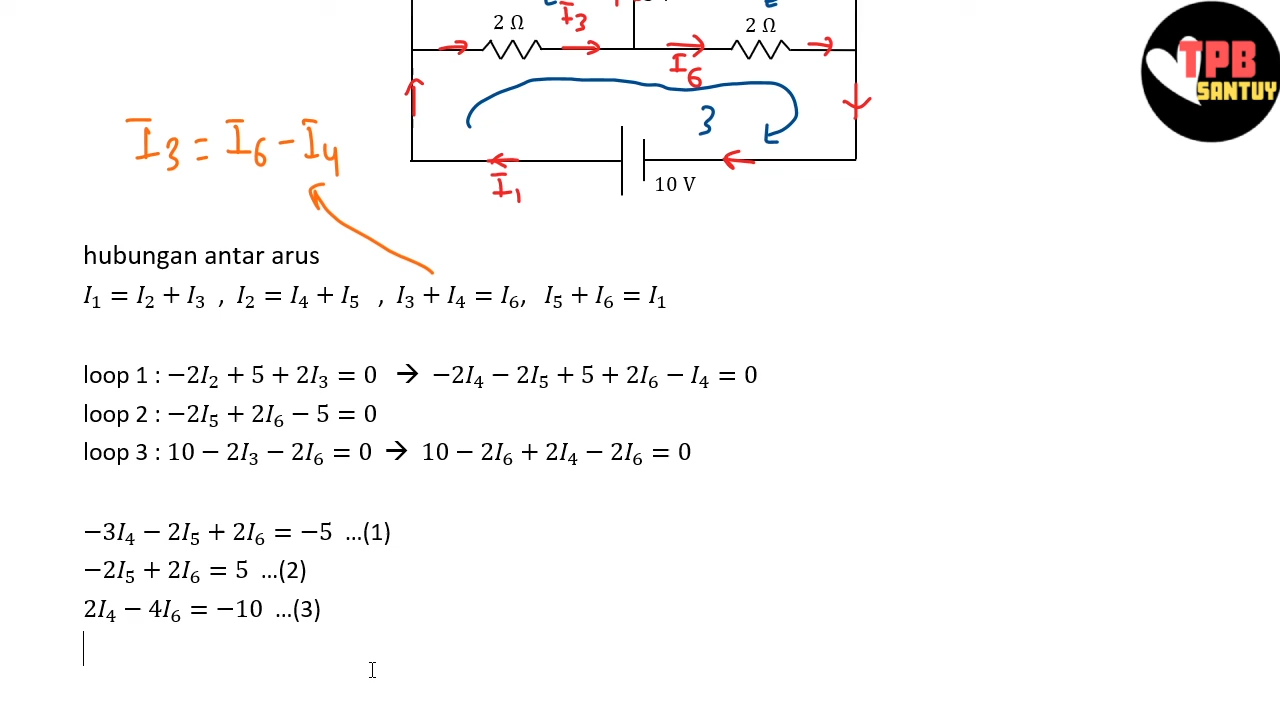 I₃
2 Ω
2 Ω
I₆
TPB
SANTUY
3
I₃ = I₆ - I₄
I₁
10 V
hubungan antar arus
I₁ = I₂ + I₃ , I₂ = I₄ + I₅ , I₃ + I₄ = I₆, I₅ + I₆ = I₁
loop 1 : −2I₂ + 5 + 2I₃ = 0 → −2I₄ − 2I₅ + 5 + 2I₆ − I₄ = 0
loop 2 : −2I₅ + 2I₆ − 5 = 0
loop 3 : 10 − 2I₃ − 2I₆ = 0 → 10 − 2I₆ + 2I₄ − 2I₆ = 0
−3I₄ − 2I₅ + 2I₆ = −5 ...(1)
−2I₅ + 2I₆ = 5 ...(2)
2I₄ − 4I₆ = −10 ...(3)